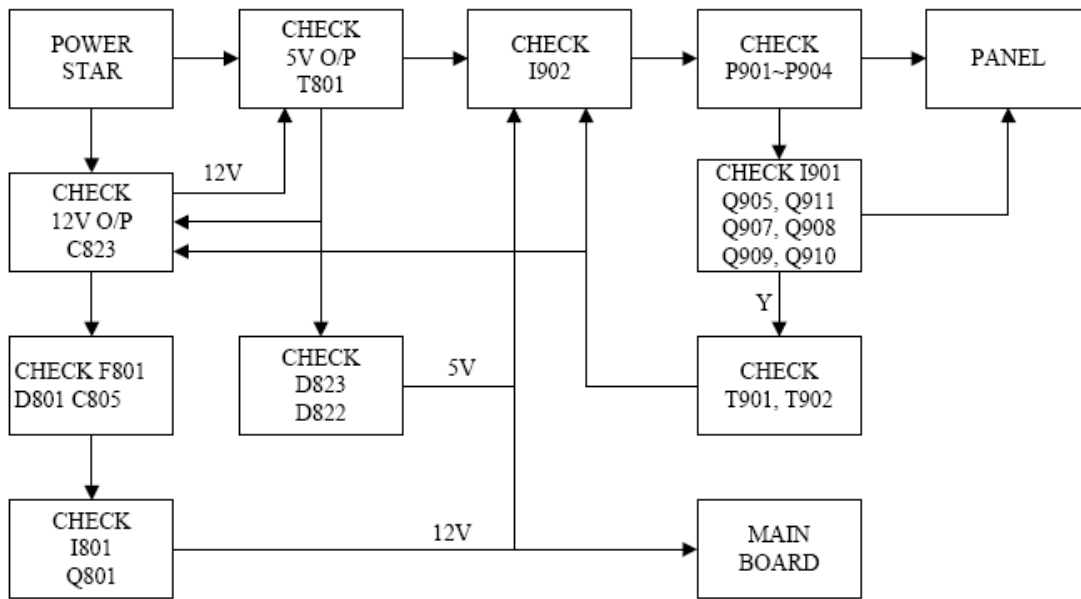 POWER
STAR
CHECK
5V O/P
T801
CHECK
I902
CHECK
P901~P904
PANEL
12V
CHECK
12V O/P
C823
CHECK I901
Q905, Q911
Q907, Q908
Q909, Q910
Y
CHECK F801
D801 C805
CHECK
D823
D822
5V
CHECK
T901, T902
CHECK
I801
Q801
12V
MAIN
BOARD